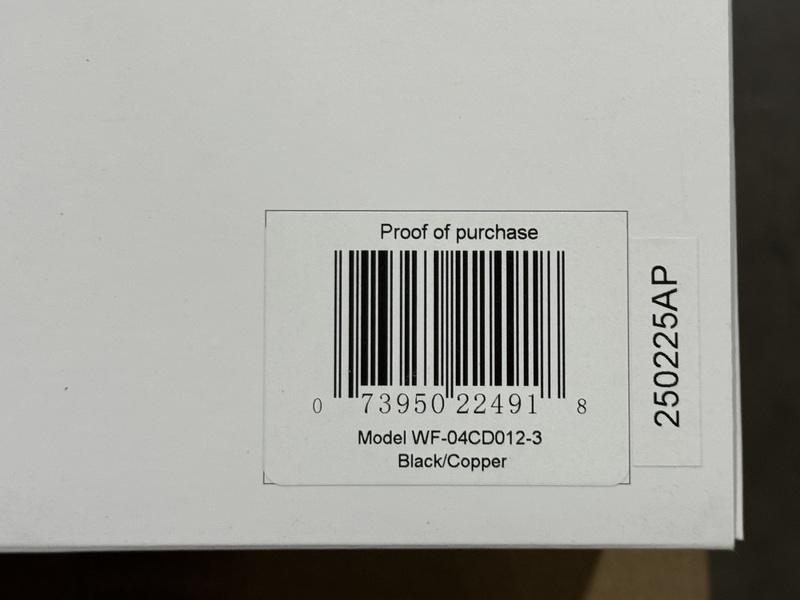 Proof of purchase
0 73950 22491 8
Model WF-04CD012-3
Black/Copper
250225AP